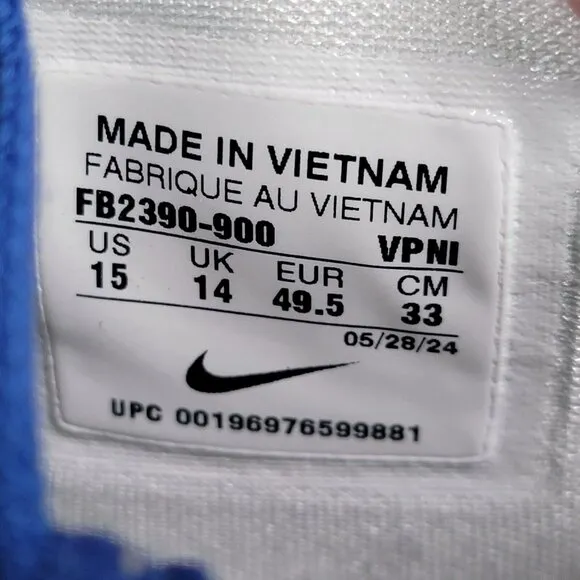 MADE IN VIETNAM
FABRIQUE AU VIETNAM
FB2390-900 VPNI
US UK EUR CM
15 14 49.5 33
05/28/24
UPC 00196976599881